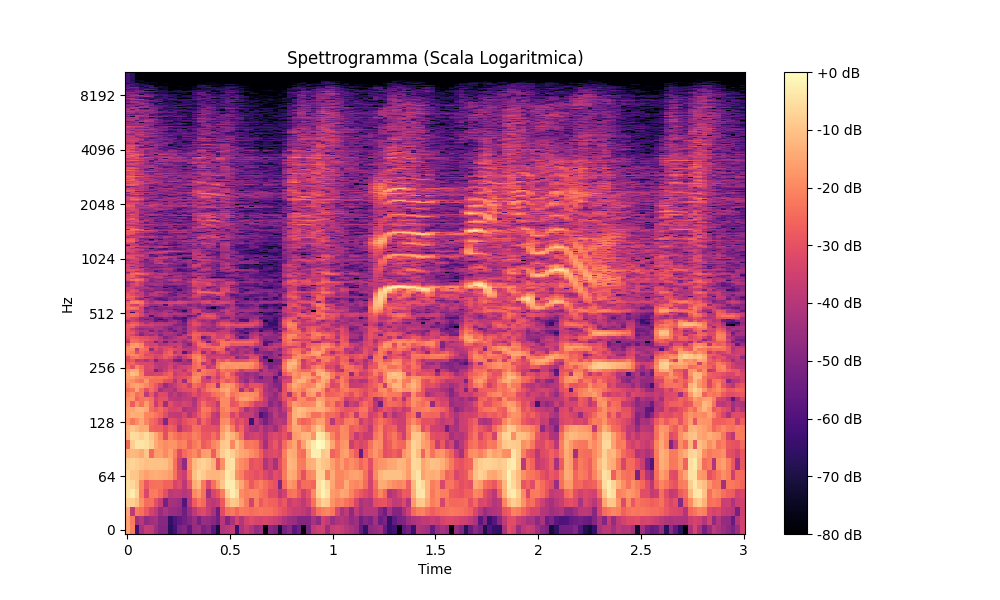 Spettrogramma (Scala Logaritmica)
Hz
8192
4096
2048
1024
512
256
128
64
0
0 0.5 1 1.5 2 2.5 3
Time
+0 dB
-10 dB
-20 dB
-30 dB
-40 dB
-50 dB
-60 dB
-70 dB
-80 dB